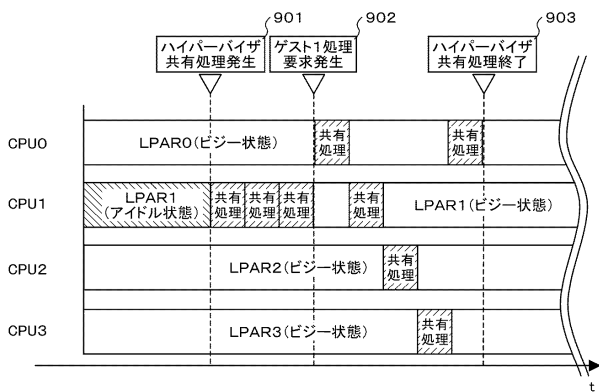 901
902
903
ハイパーバイザ
共有処理発生
ゲスト1処理
要求発生
ハイパーバイザ
共有処理終了
CPU0
LPAR0(ビジー状態)
共有
処理
共有
処理
CPU1
LPAR1
(アイドル状態)
共有
処理
共有
処理
共有
処理
共有
処理
LPAR1(ビジー状態)
CPU2
LPAR2(ビジー状態)
共有
処理
CPU3
LPAR3(ビジー状態)
共有
処理
t